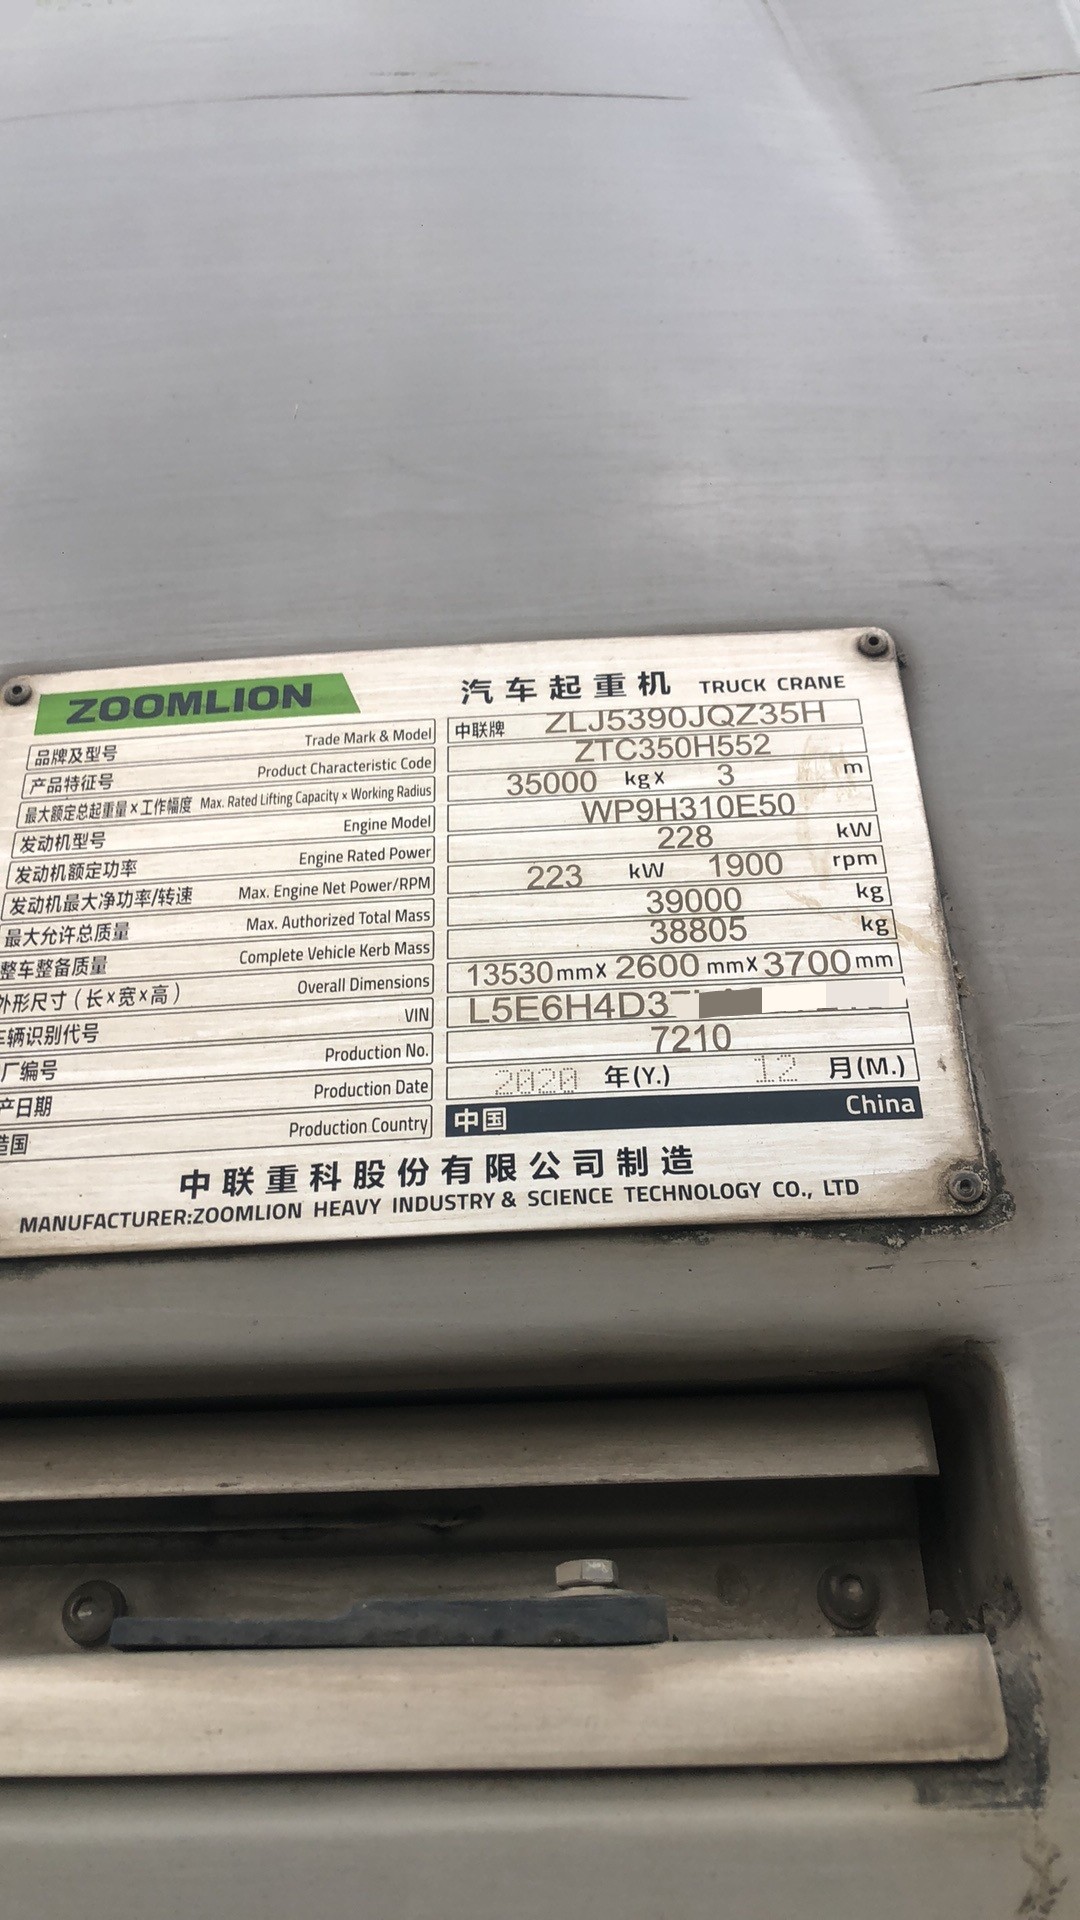 ZOOMLION
汽车起重机 TRUCK CRANE
品牌及型号 Trade Mark & Model 中联牌 ZLJ5390JQZ35H
产品特征号 Product Characteristic Code ZTC350H552
最大额定总起重量×工作幅度 Max. Rated Lifting Capacity × Working Radius 35000 kg x 3 m
发动机型号 Engine Model WP9H310E50
发动机额定功率 Engine Rated Power 228 kW
发动机最大净功率/转速 Max. Engine Net Power/RPM 223 kW 1900 rpm
最大允许总质量 Max. Authorized Total Mass 39000 kg
整车整备质量 Complete Vehicle Kerb Mass 38805 kg
外形尺寸（长×宽×高） Overall Dimensions 13530 mm X 2600 mm X 3700 mm
车辆识别代号 VIN L5E6H4D3
厂编号 Production No. 7210
产日期 Production Date 2020 年(Y.) 12 月(M.)
造国 Production Country 中国 China
中联重科股份有限公司制造
MANUFACTURER:ZOOMLION HEAVY INDUSTRY & SCIENCE TECHNOLOGY CO., LTD